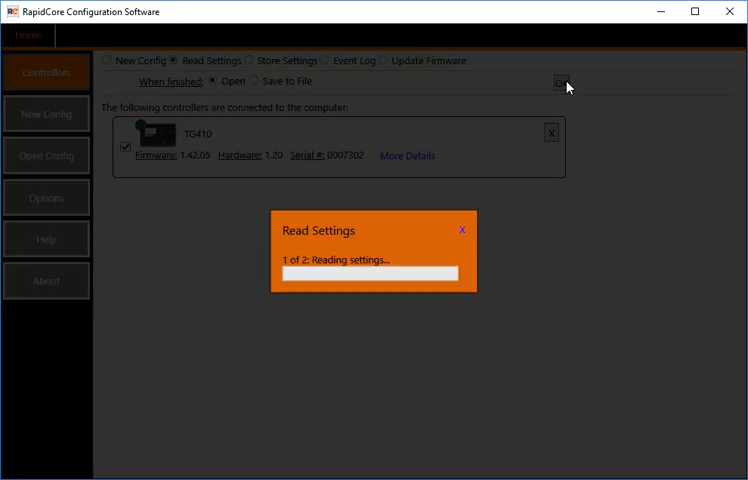 RC RapidCore Configuration Software
Home
Controllers
New Config
Open Config
Options
Help
About
New Config Read Settings Store Settings Event Log Update Firmware
When finished: Open Save to File
The following controllers are connected to the computer:
TG410 X
Firmware: 1.42.05 Hardware: 1.20 Serial #: 0007302 More Details
Read Settings X
1 of 2: Reading settings...